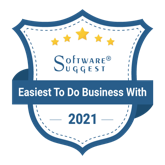 SOFTWARE®
SUGGEST
Easiest To Do Business With
2021